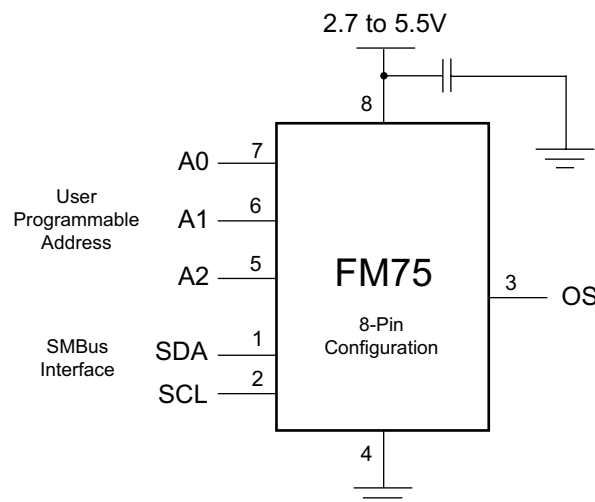 2.7 to 5.5V
8
A0
7
User
Programmable
Address
A1
6
A2
5
FM75
3
OS
8-Pin
Configuration
SMBus
Interface
SDA
1
SCL
2
4